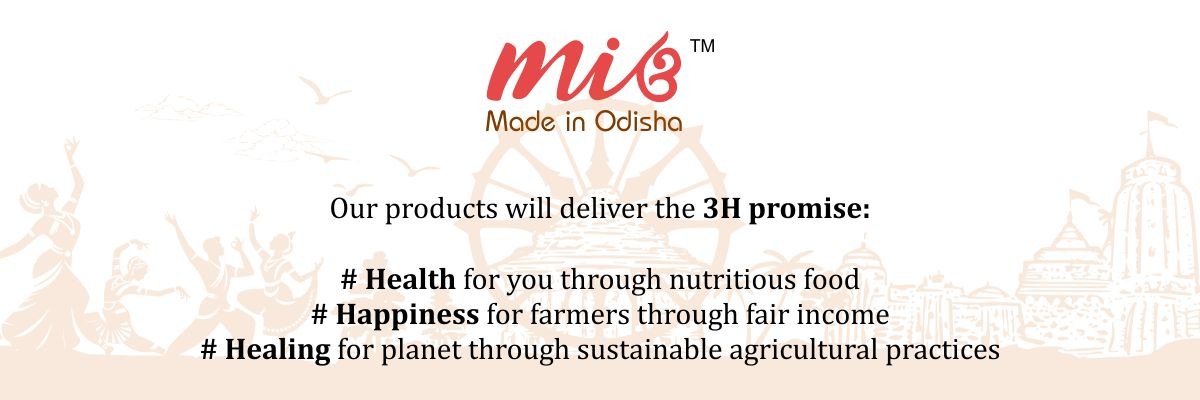 miଓ ™
Made in Odisha
Our products will deliver the 3H promise:
# Health for you through nutritious food
# Happiness for farmers through fair income
# Healing for planet through sustainable agricultural practices